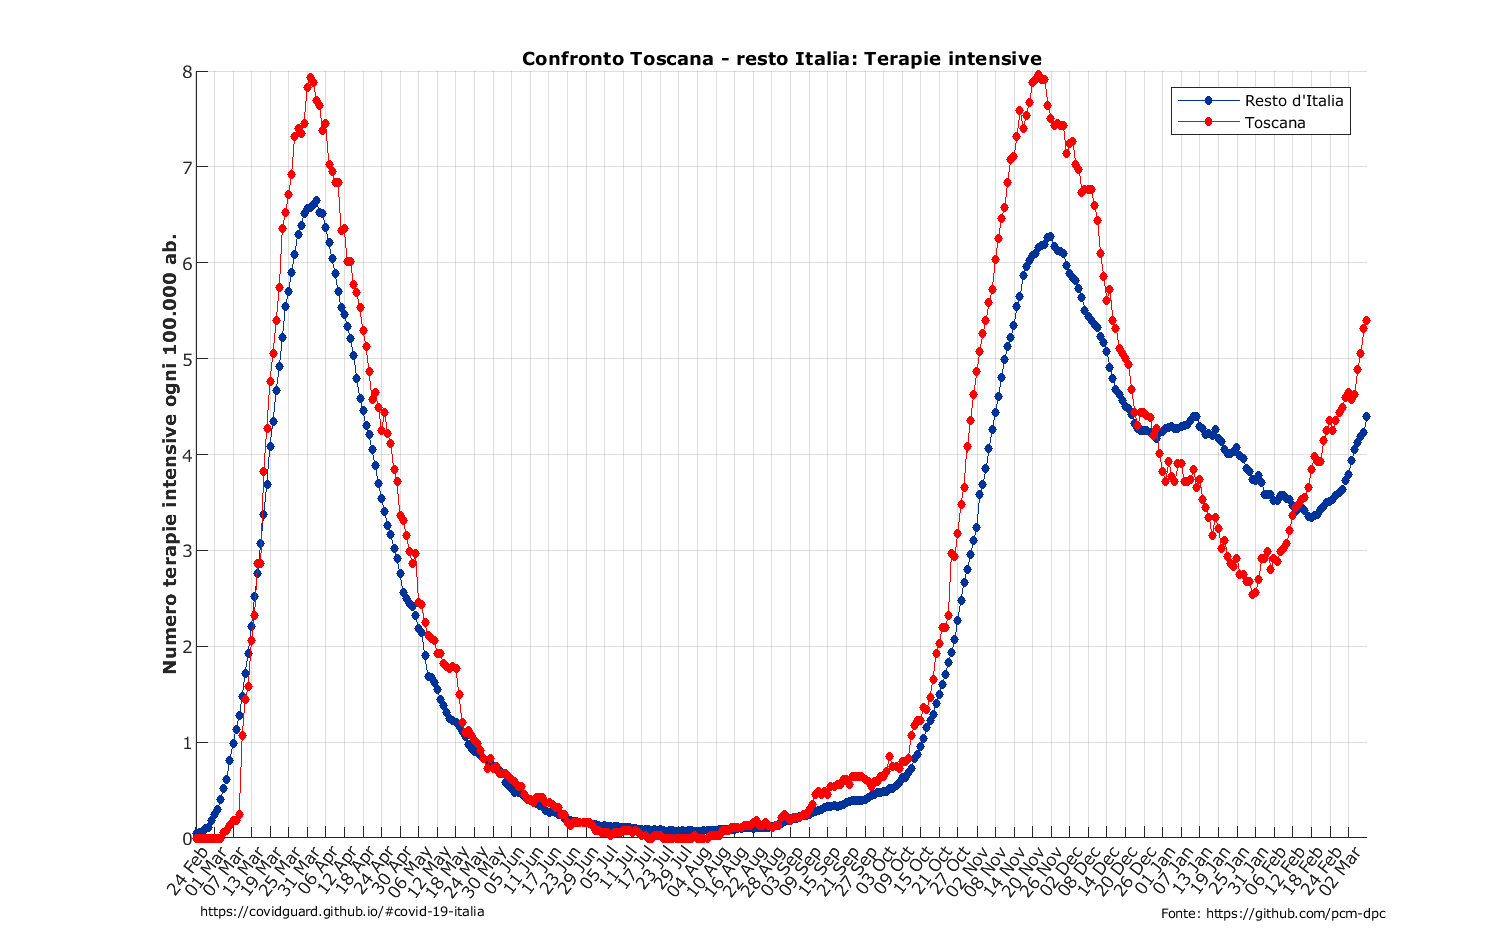 Confronto Toscana - resto Italia: Terapie intensive
Resto d'Italia
Toscana
Numero terapie intensive ogni 100.000 ab.
8
7
6
5
4
3
2
1
0
24 Feb
01 Mar
07 Mar
13 Mar
19 Mar
25 Mar
31 Mar
06 Apr
12 Apr
18 Apr
24 Apr
30 Apr
06 May
12 May
18 May
24 May
30 May
05 Jun
11 Jun
17 Jun
23 Jun
29 Jun
05 Jul
11 Jul
17 Jul
23 Jul
29 Jul
04 Aug
10 Aug
16 Aug
22 Aug
28 Aug
03 Sep
09 Sep
15 Sep
21 Sep
27 Sep
03 Oct
09 Oct
15 Oct
21 Oct
27 Oct
02 Nov
08 Nov
14 Nov
20 Nov
26 Nov
02 Dec
08 Dec
14 Dec
20 Dec
26 Dec
01 Jan
07 Jan
13 Jan
19 Jan
25 Jan
31 Jan
06 Feb
12 Feb
18 Feb
24 Feb
02 Mar
https://covidguard.github.io/#covid-19-italia
Fonte: https://github.com/pcm-dpc